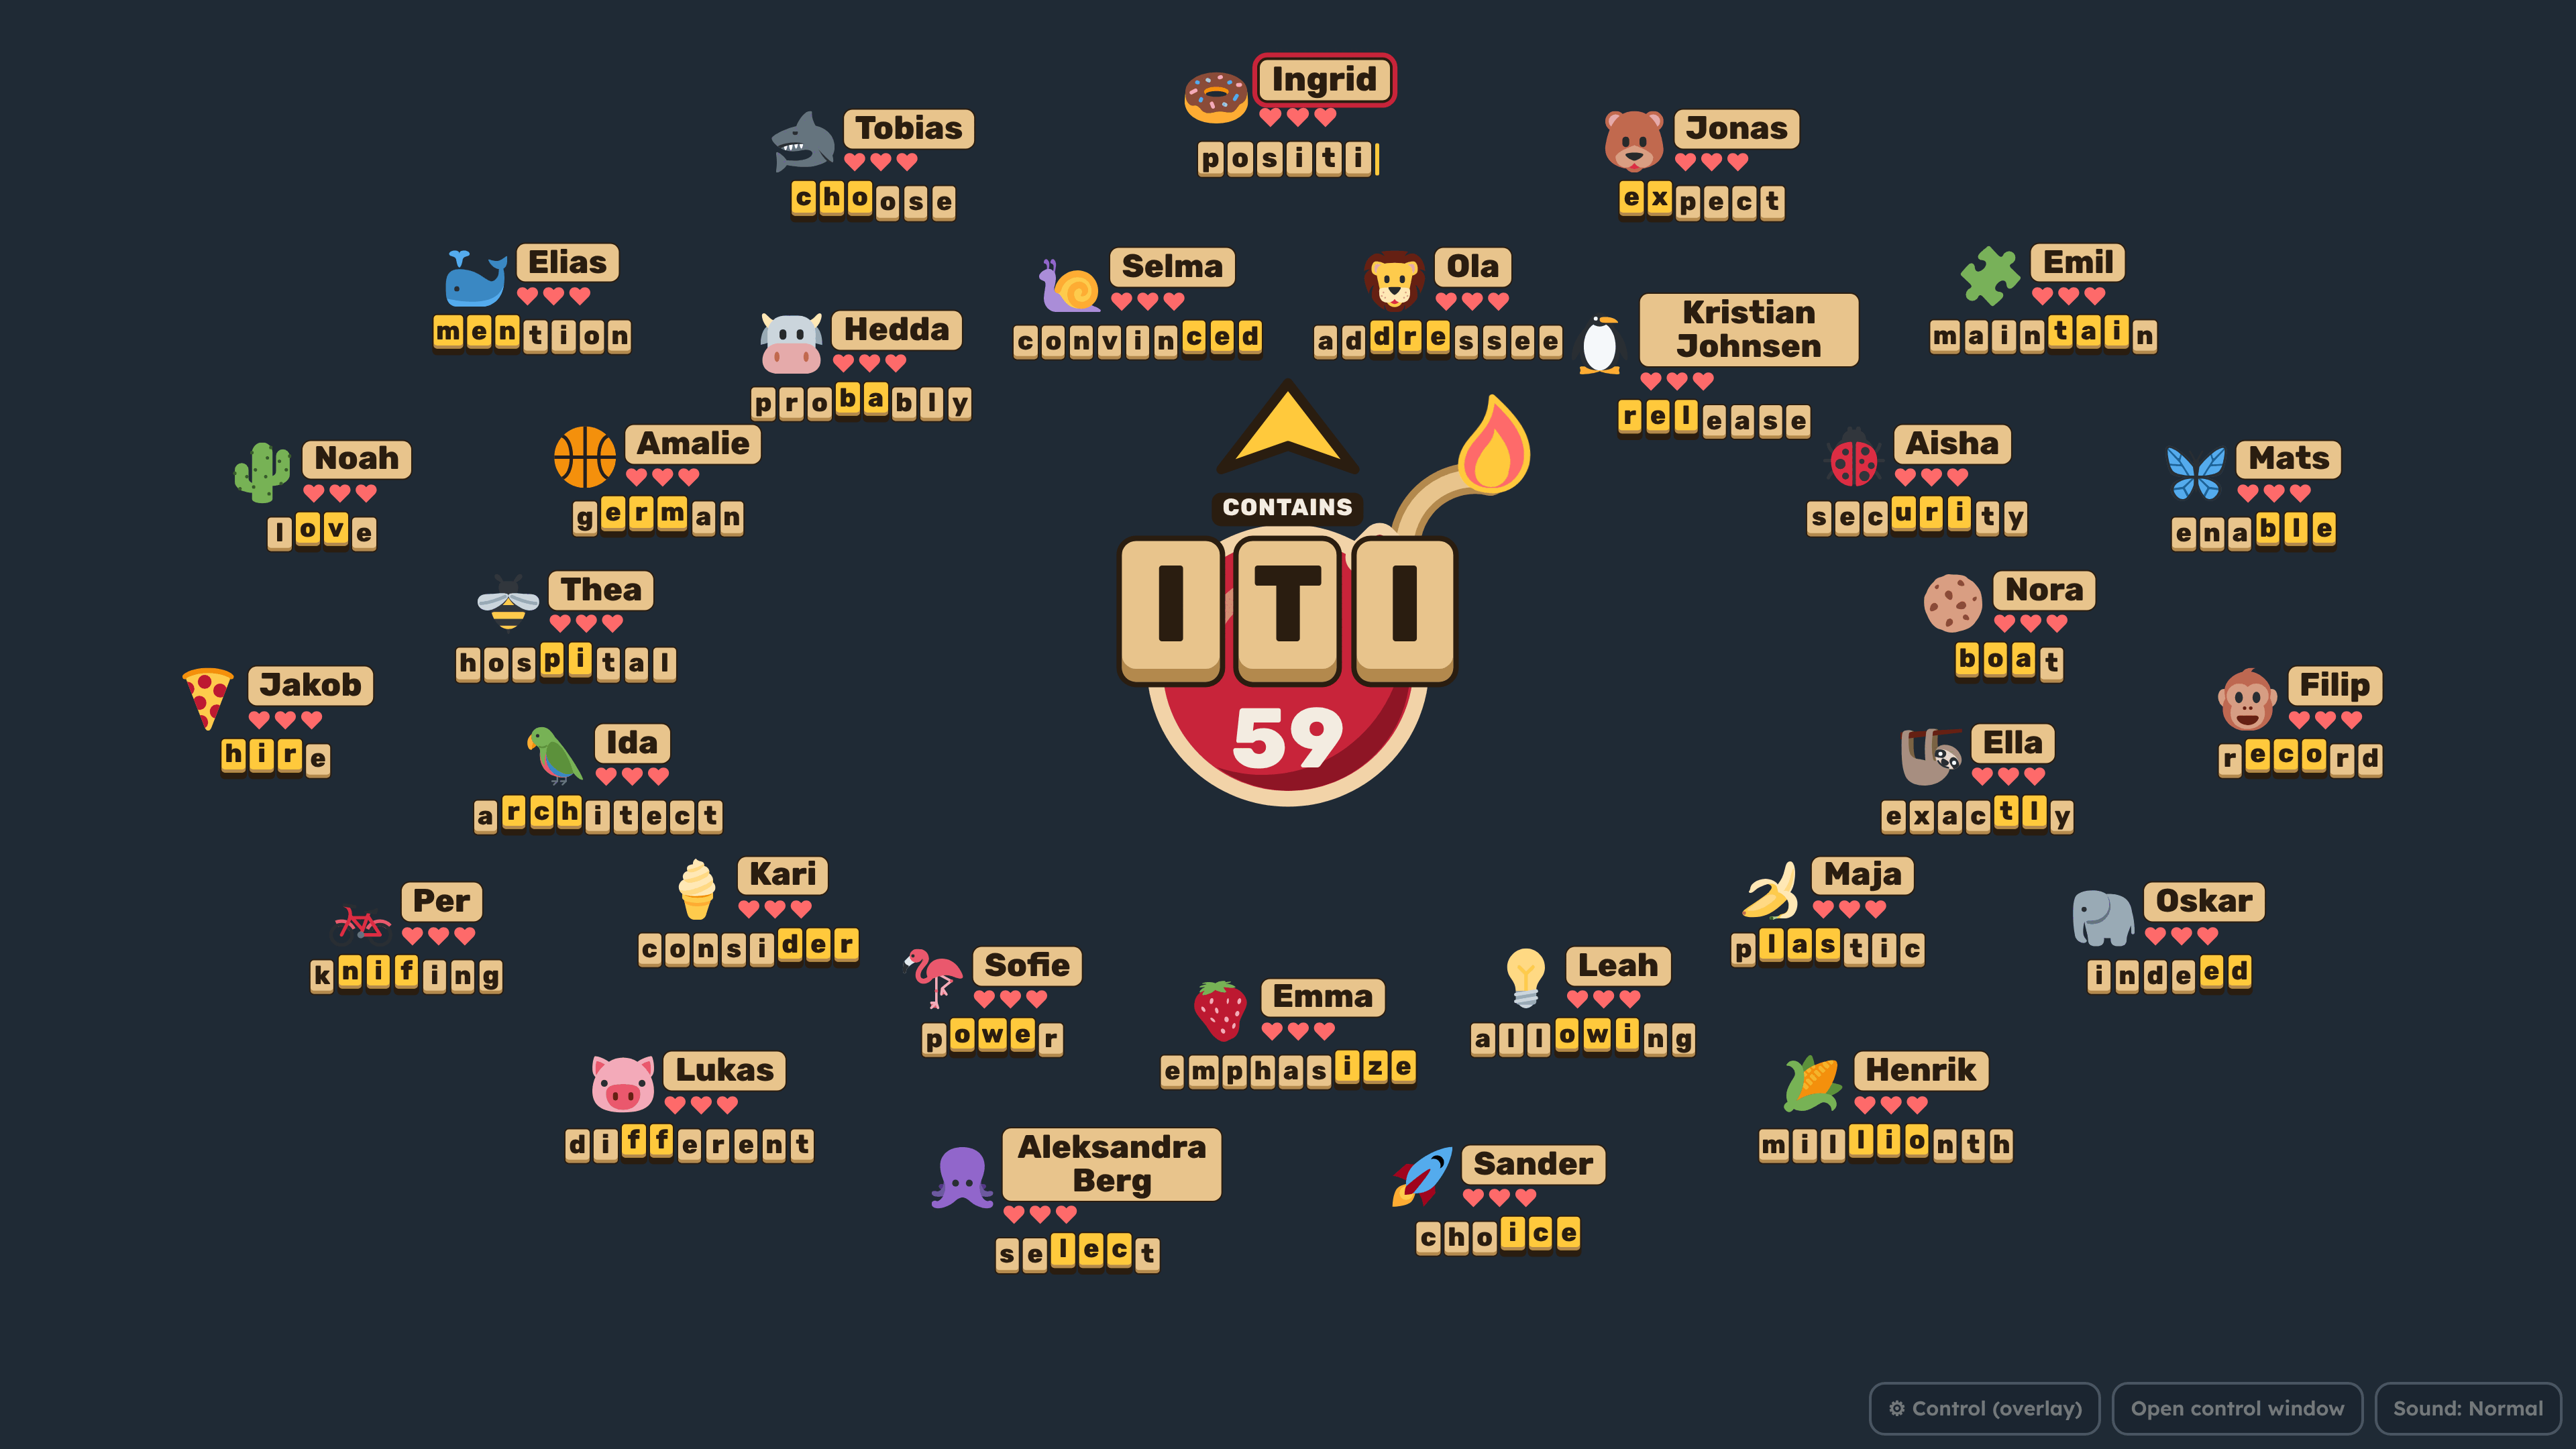 Ingrid
positi
Tobias
choose
Jonas
expect
Elias
mention
Selma
convinced
Ola
addressee
Emil
maintain
Hedda
probably
Kristian
Johnsen
release
Noah
love
Amalie
german
Aisha
security
Mats
enable
CONTAINS
ITI
59
Thea
hospital
Nora
boat
Jakob
hire
Filip
record
Ida
architect
Ella
exactly
Per
knifing
Kari
consider
Maja
plastic
Oskar
indeed
Sofie
power
Emma
emphasize
Leah
allowing
Lukas
different
Henrik
millionth
Aleksandra
Berg
select
Sander
choice
⚙ Control (overlay)
Open control window
Sound: Normal